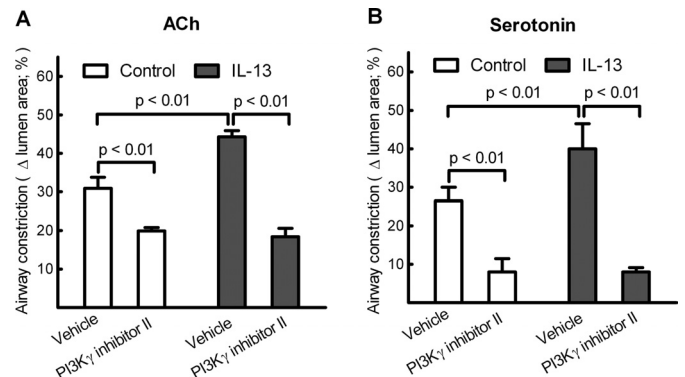 A
ACh
Airway constriction ( Δ lumen area; %)
60
50
40
30
20
10
Control
IL-13
p < 0.01
p < 0.01
p < 0.01
Vehicle
PI3Kγ inhibitor II
Vehicle
PI3Kγ inhibitor II
B
Serotonin
Airway constriction ( Δ lumen area; %)
60
50
40
30
20
10
Control
IL-13
p < 0.01
p < 0.01
p < 0.01
Vehicle
PI3Kγ inhibitor II
Vehicle
PI3Kγ inhibitor II